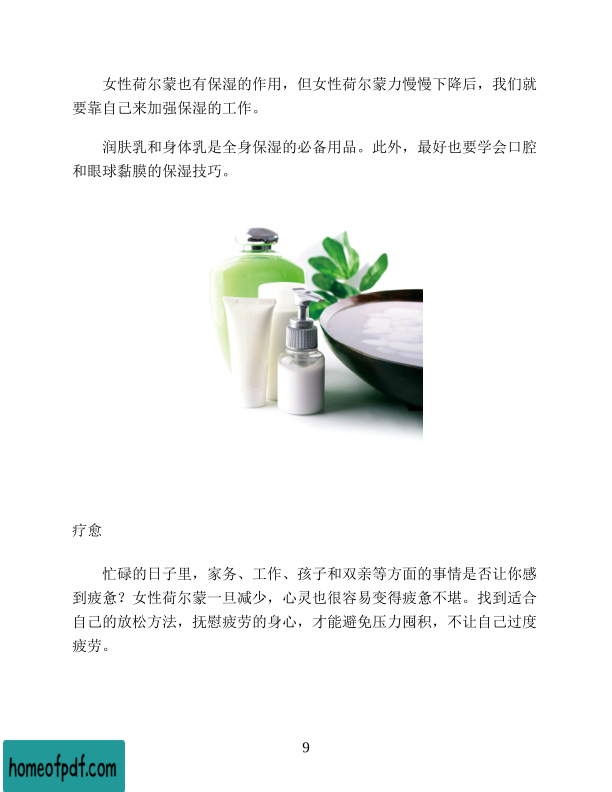 女性荷尔蒙也有保湿的作用，但女性荷尔蒙力慢慢下降后，我们就
要靠自己来加强保湿的工作。
润肤乳和身体乳是全身保湿的必备用品。此外，最好也要学会口腔
和眼球黏膜的保湿技巧。
疗愈
忙碌的日子里，家务、工作、孩子和双亲等方面的事情是否让你感
到疲惫？女性荷尔蒙一旦减少，心灵也很容易变得疲惫不堪。找到适合
自己的放松方法，抚慰疲劳的身心，才能避免压力囤积，不让自己过度
疲劳。
9
homeofpdf.com